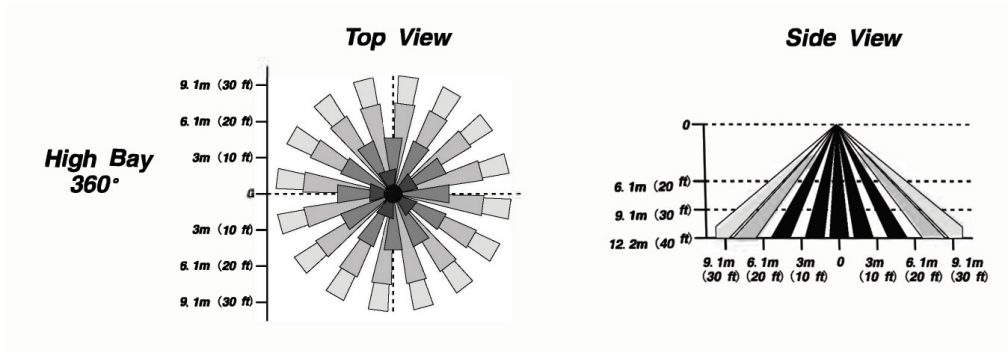 Top View
Side View
High Bay
360°
9. 1m (30 ft)
6. 1m (20 ft)
3m (10 ft)
0
3m (10 ft)
6. 1m (20 ft)
9. 1m (30 ft)
0
6. 1m (20 ft)
9. 1m (30 ft)
12. 2m (40 ft)
9. 1m 6. 1m 3m 0 3m 6. 1m 9. 1m
(30 ft) (20 ft) (10 ft) (10 ft) (20 ft) (30 ft)